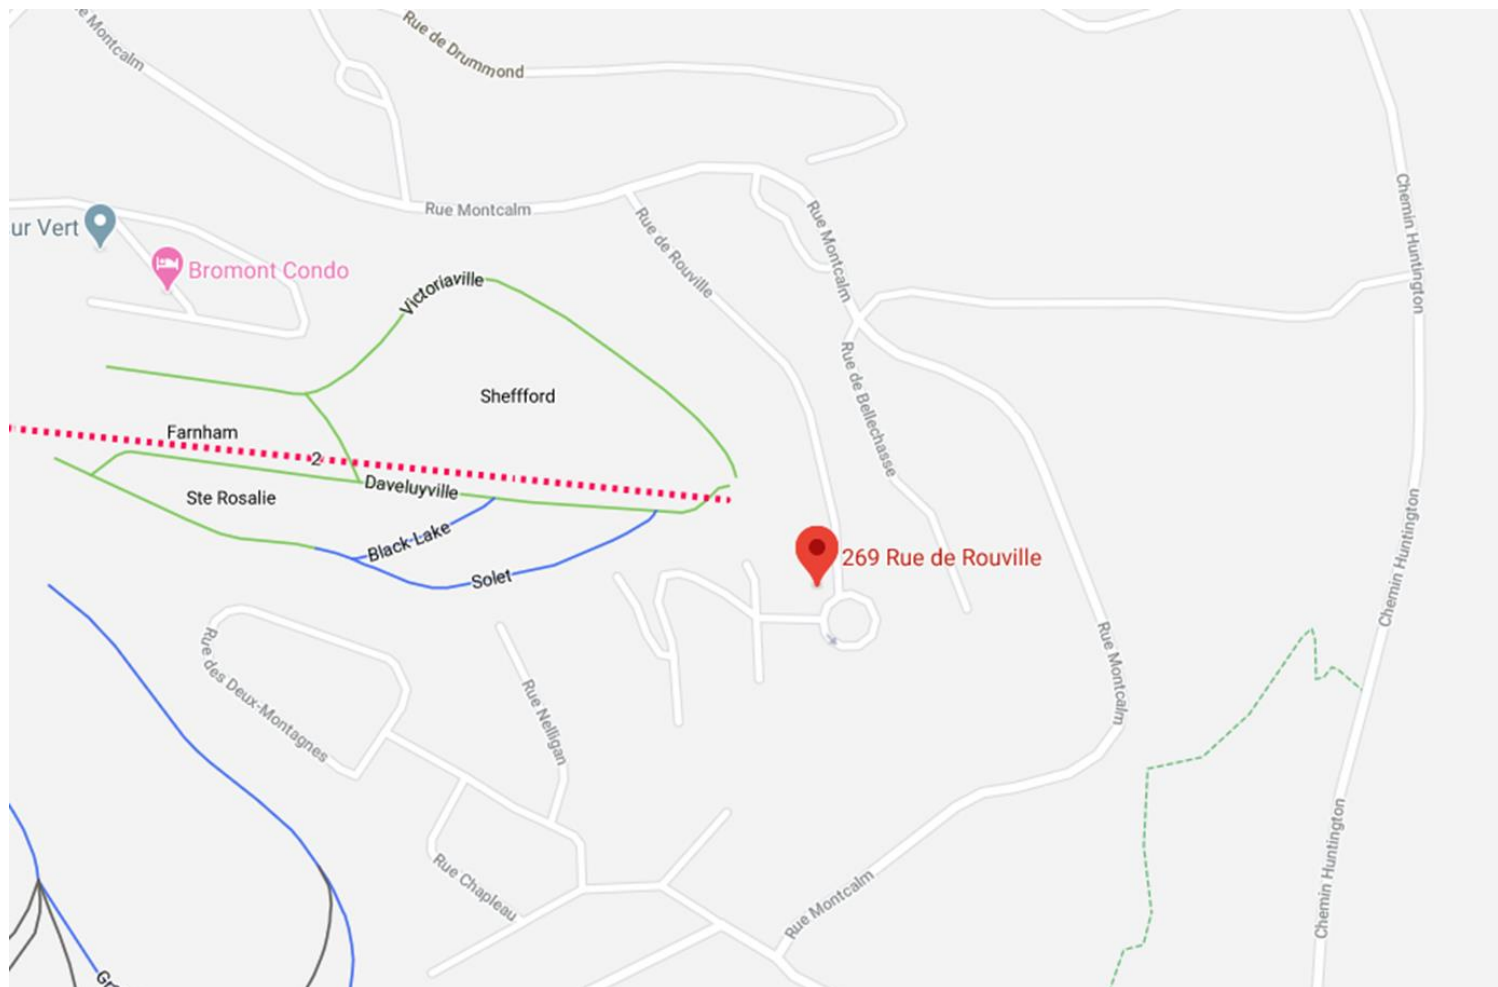 e Montcalm
Rue de Drummond
Rue Montcalm
Chemin Huntington
ur Vert
Bromont Condo
Rue de Rouville
Rue Montcalm
Victoriaville
Sheffford
Rue de Bellechasse
Farnham
2
Daveluyville
Ste Rosalie
Black Lake
Solet
269 Rue de Rouville
Chemin Huntington
Rue des Deux-Montagnes
Rue Nelligan
Rue Montcalm
Rue Chapleau
Rue Montcalm
Chemin Huntington
Gr